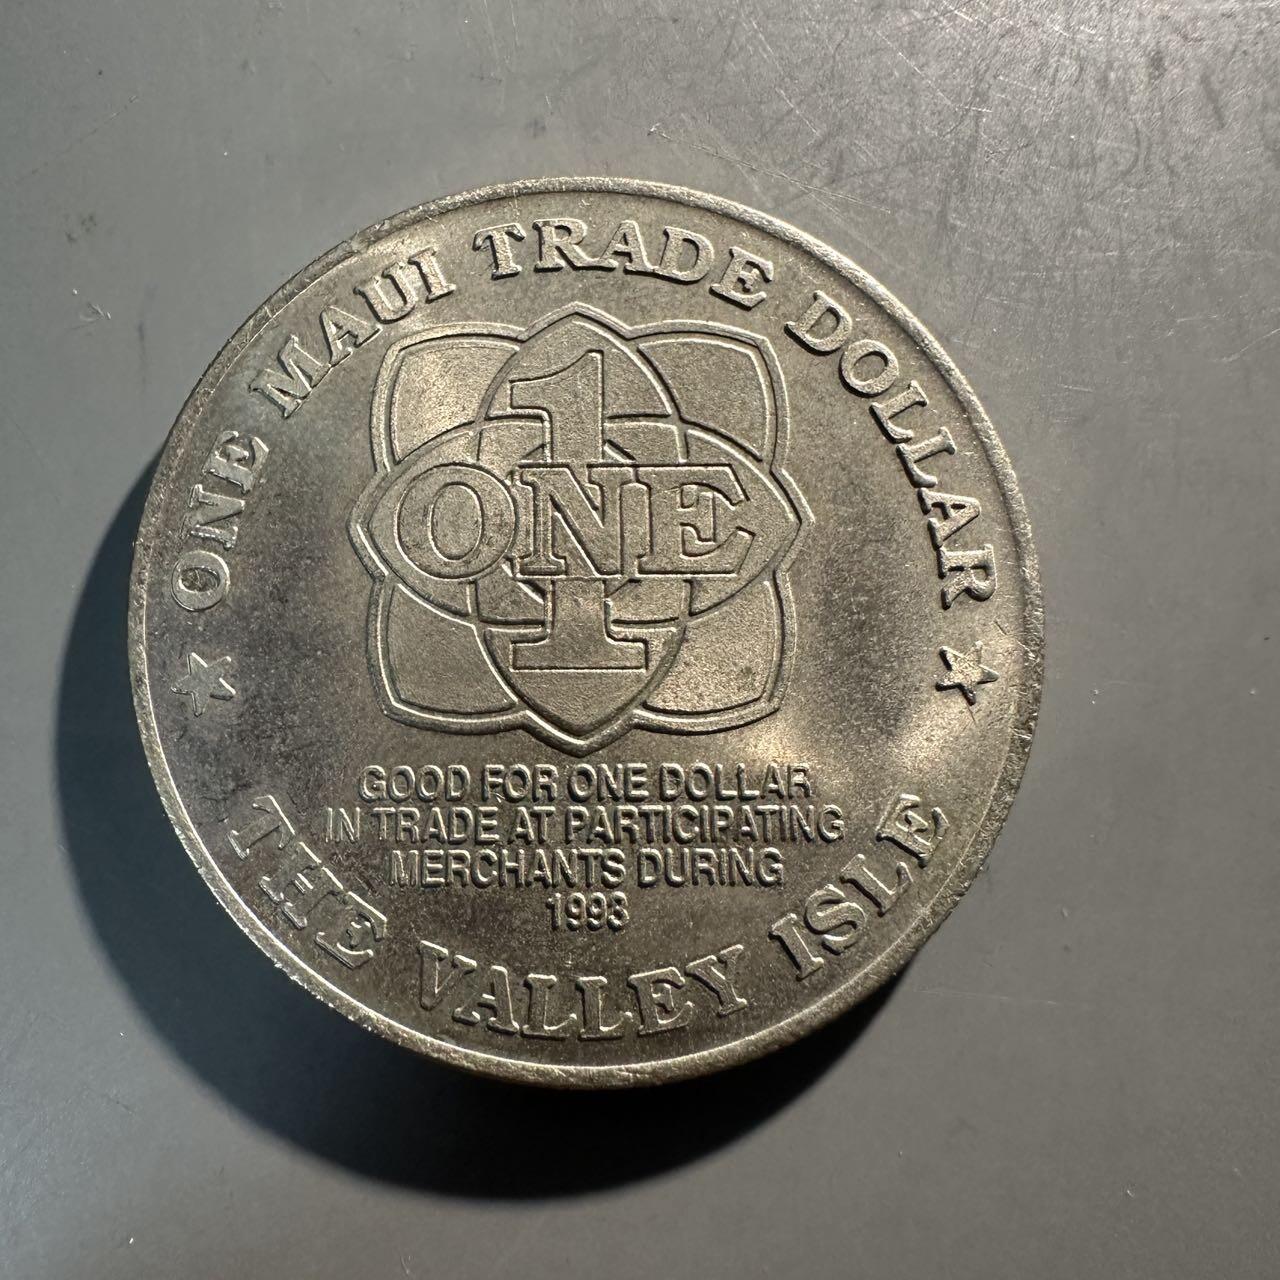 ONE MAUI TRADE DOLLAR
1
ONE
GOOD FOR ONE DOLLAR
IN TRADE AT PARTICIPATING
MERCHANTS DURING
1993
THE VALLEY ISLE